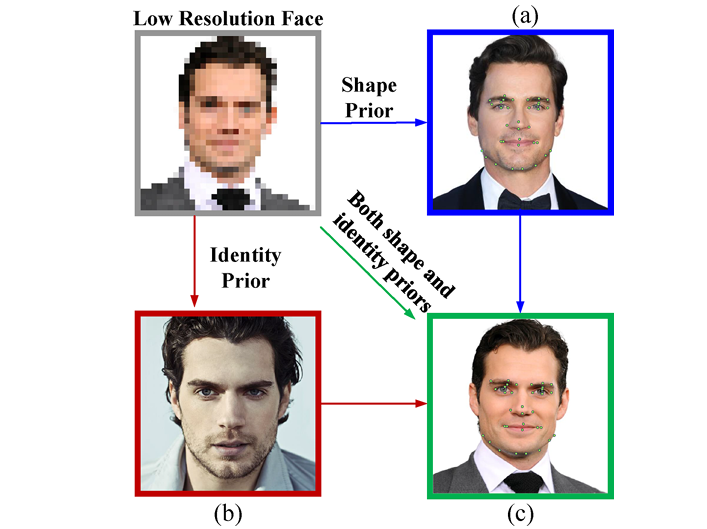 Low Resolution Face
(a)
Shape
Prior
Both shape and
identity priors
Identity
Prior
(b)
(c)